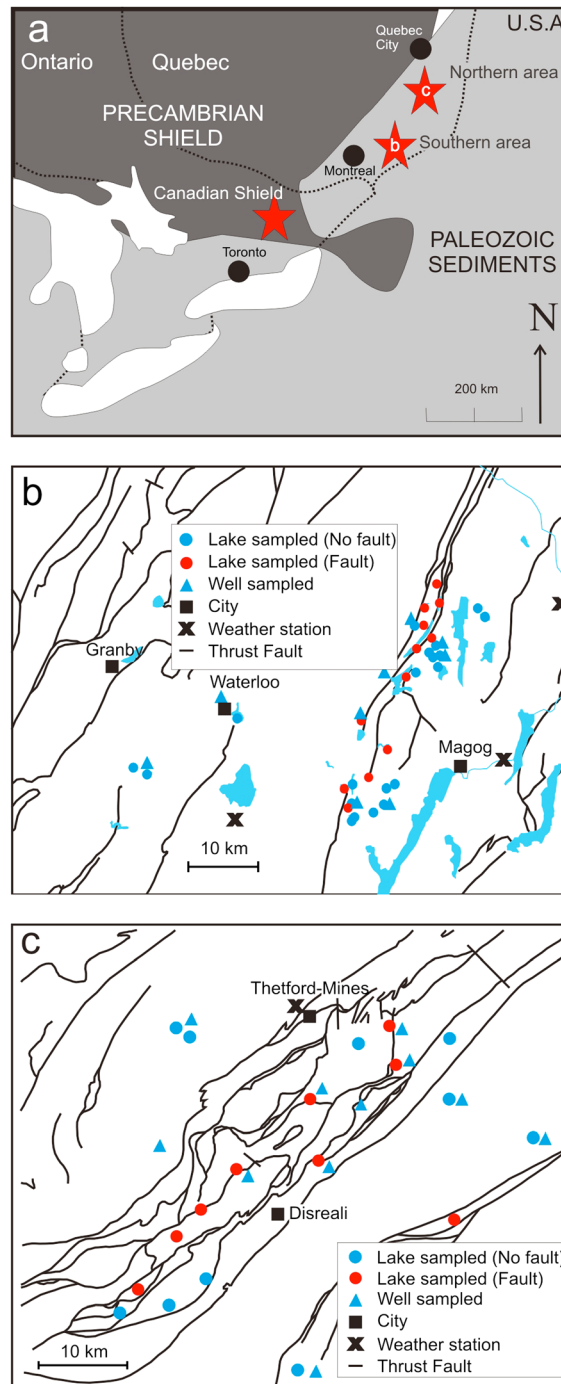 a
Quebec
City
U.S.A
Ontario
Quebec
Northern area
c
PRECAMBRIAN
SHIELD
b
Southern area
Montreal
Canadian Shield
PALEOZOIC
SEDIMENTS
Toronto
N
200 km
b
Lake sampled (No fault)
Lake sampled (Fault)
Well sampled
City
Weather station
Thrust Fault
Granby
Waterloo
Magog
10 km
c
Thetford-Mines
Disreali
Lake sampled (No fault)
Lake sampled (Fault)
Well sampled
City
Weather station
Thrust Fault
10 km